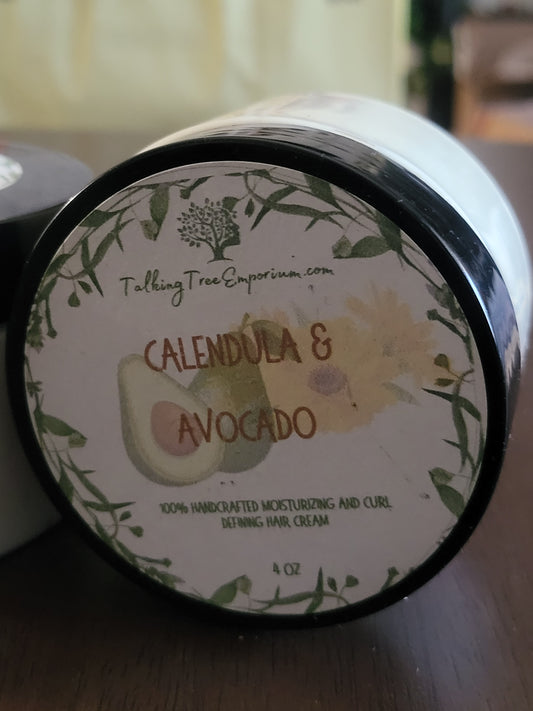 TalkingTreeEmporium.com
CALENDULA &
AVOCADO
100% HANDCRAFTED MOISTURIZING AND CURL
DEFINING HAIR CREAM
4 OZ